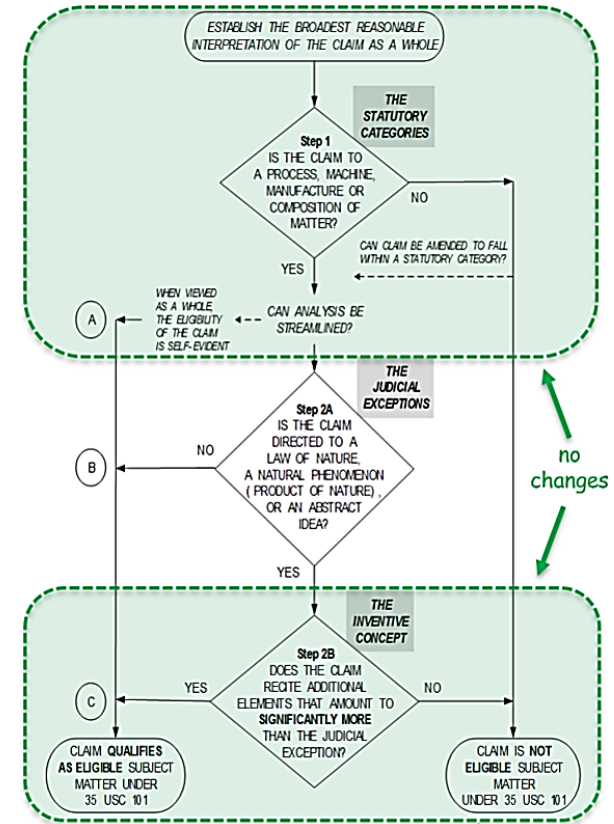 ESTABLISH THE BROADEST REASONABLE
INTERPRETATION OF THE CLAIM AS A WHOLE
THE
STATUTORY
CATEGORIES
Step 1
IS THE CLAIM TO
A PROCESS, MACHINE,
MANUFACTURE OR
COMPOSITION OF
MATTER?
NO
YES
CAN CLAIM BE AMENDED TO FALL
WITHIN A STATUTORY CATEGORY?
A
WHEN VIEWED
AS A WHOLE,
THE ELIGIBILITY
OF THE CLAIM
IS SELF-EVIDENT
CAN ANALYSIS BE
STREAMLINED?
THE
JUDICIAL
EXCEPTIONS
Step 2A
IS THE CLAIM
DIRECTED TO A
LAW OF NATURE,
A NATURAL PHENOMENON
( PRODUCT OF NATURE) ,
OR AN ABSTRACT
IDEA?
NO
B
YES
no
changes
THE
INVENTIVE
CONCEPT
Step 2B
DOES THE CLAIM
RECITE ADDITIONAL
ELEMENTS THAT AMOUNT TO
SIGNIFICANTLY MORE
THAN THE JUDICIAL
EXCEPTION?
YES
NO
C
CLAIM QUALIFIES
AS ELIGIBLE SUBJECT
MATTER UNDER
35 USC 101
CLAIM IS NOT
ELIGIBLE SUBJECT
MATTER
UNDER 35 USC 101